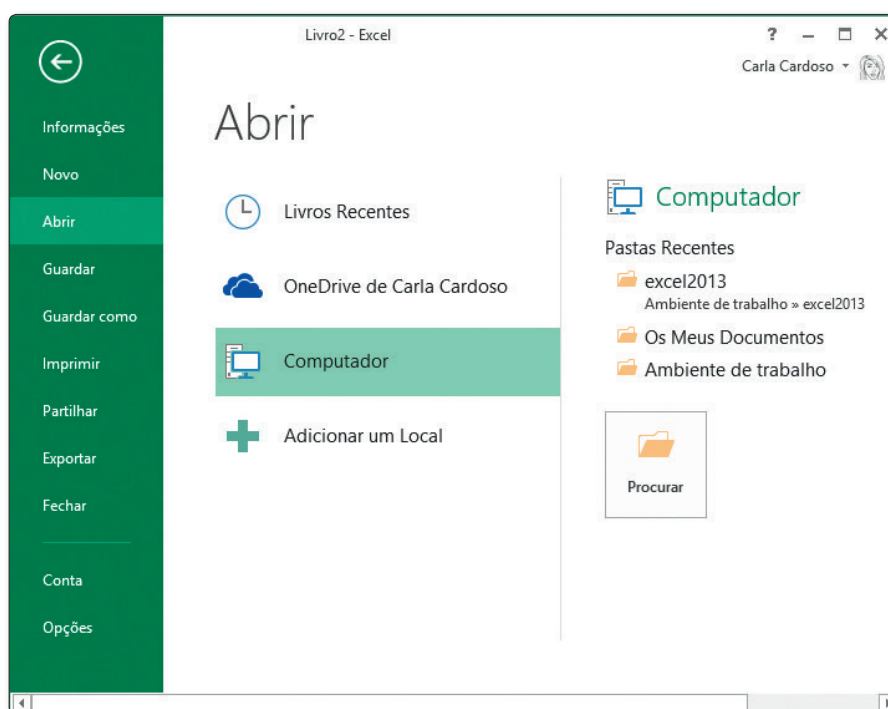 Livro2 - Excel
?
Carla Cardoso
Informações
Novo
Abrir
Guardar
Guardar como
Imprimir
Partilhar
Exportar
Fechar
Conta
Opções
Abrir
Livros Recentes
OneDrive de Carla Cardoso
Computador
Adicionar um Local
Computador
Pastas Recentes
excel2013
Ambiente de trabalho » excel2013
Os Meus Documentos
Ambiente de trabalho
Procurar